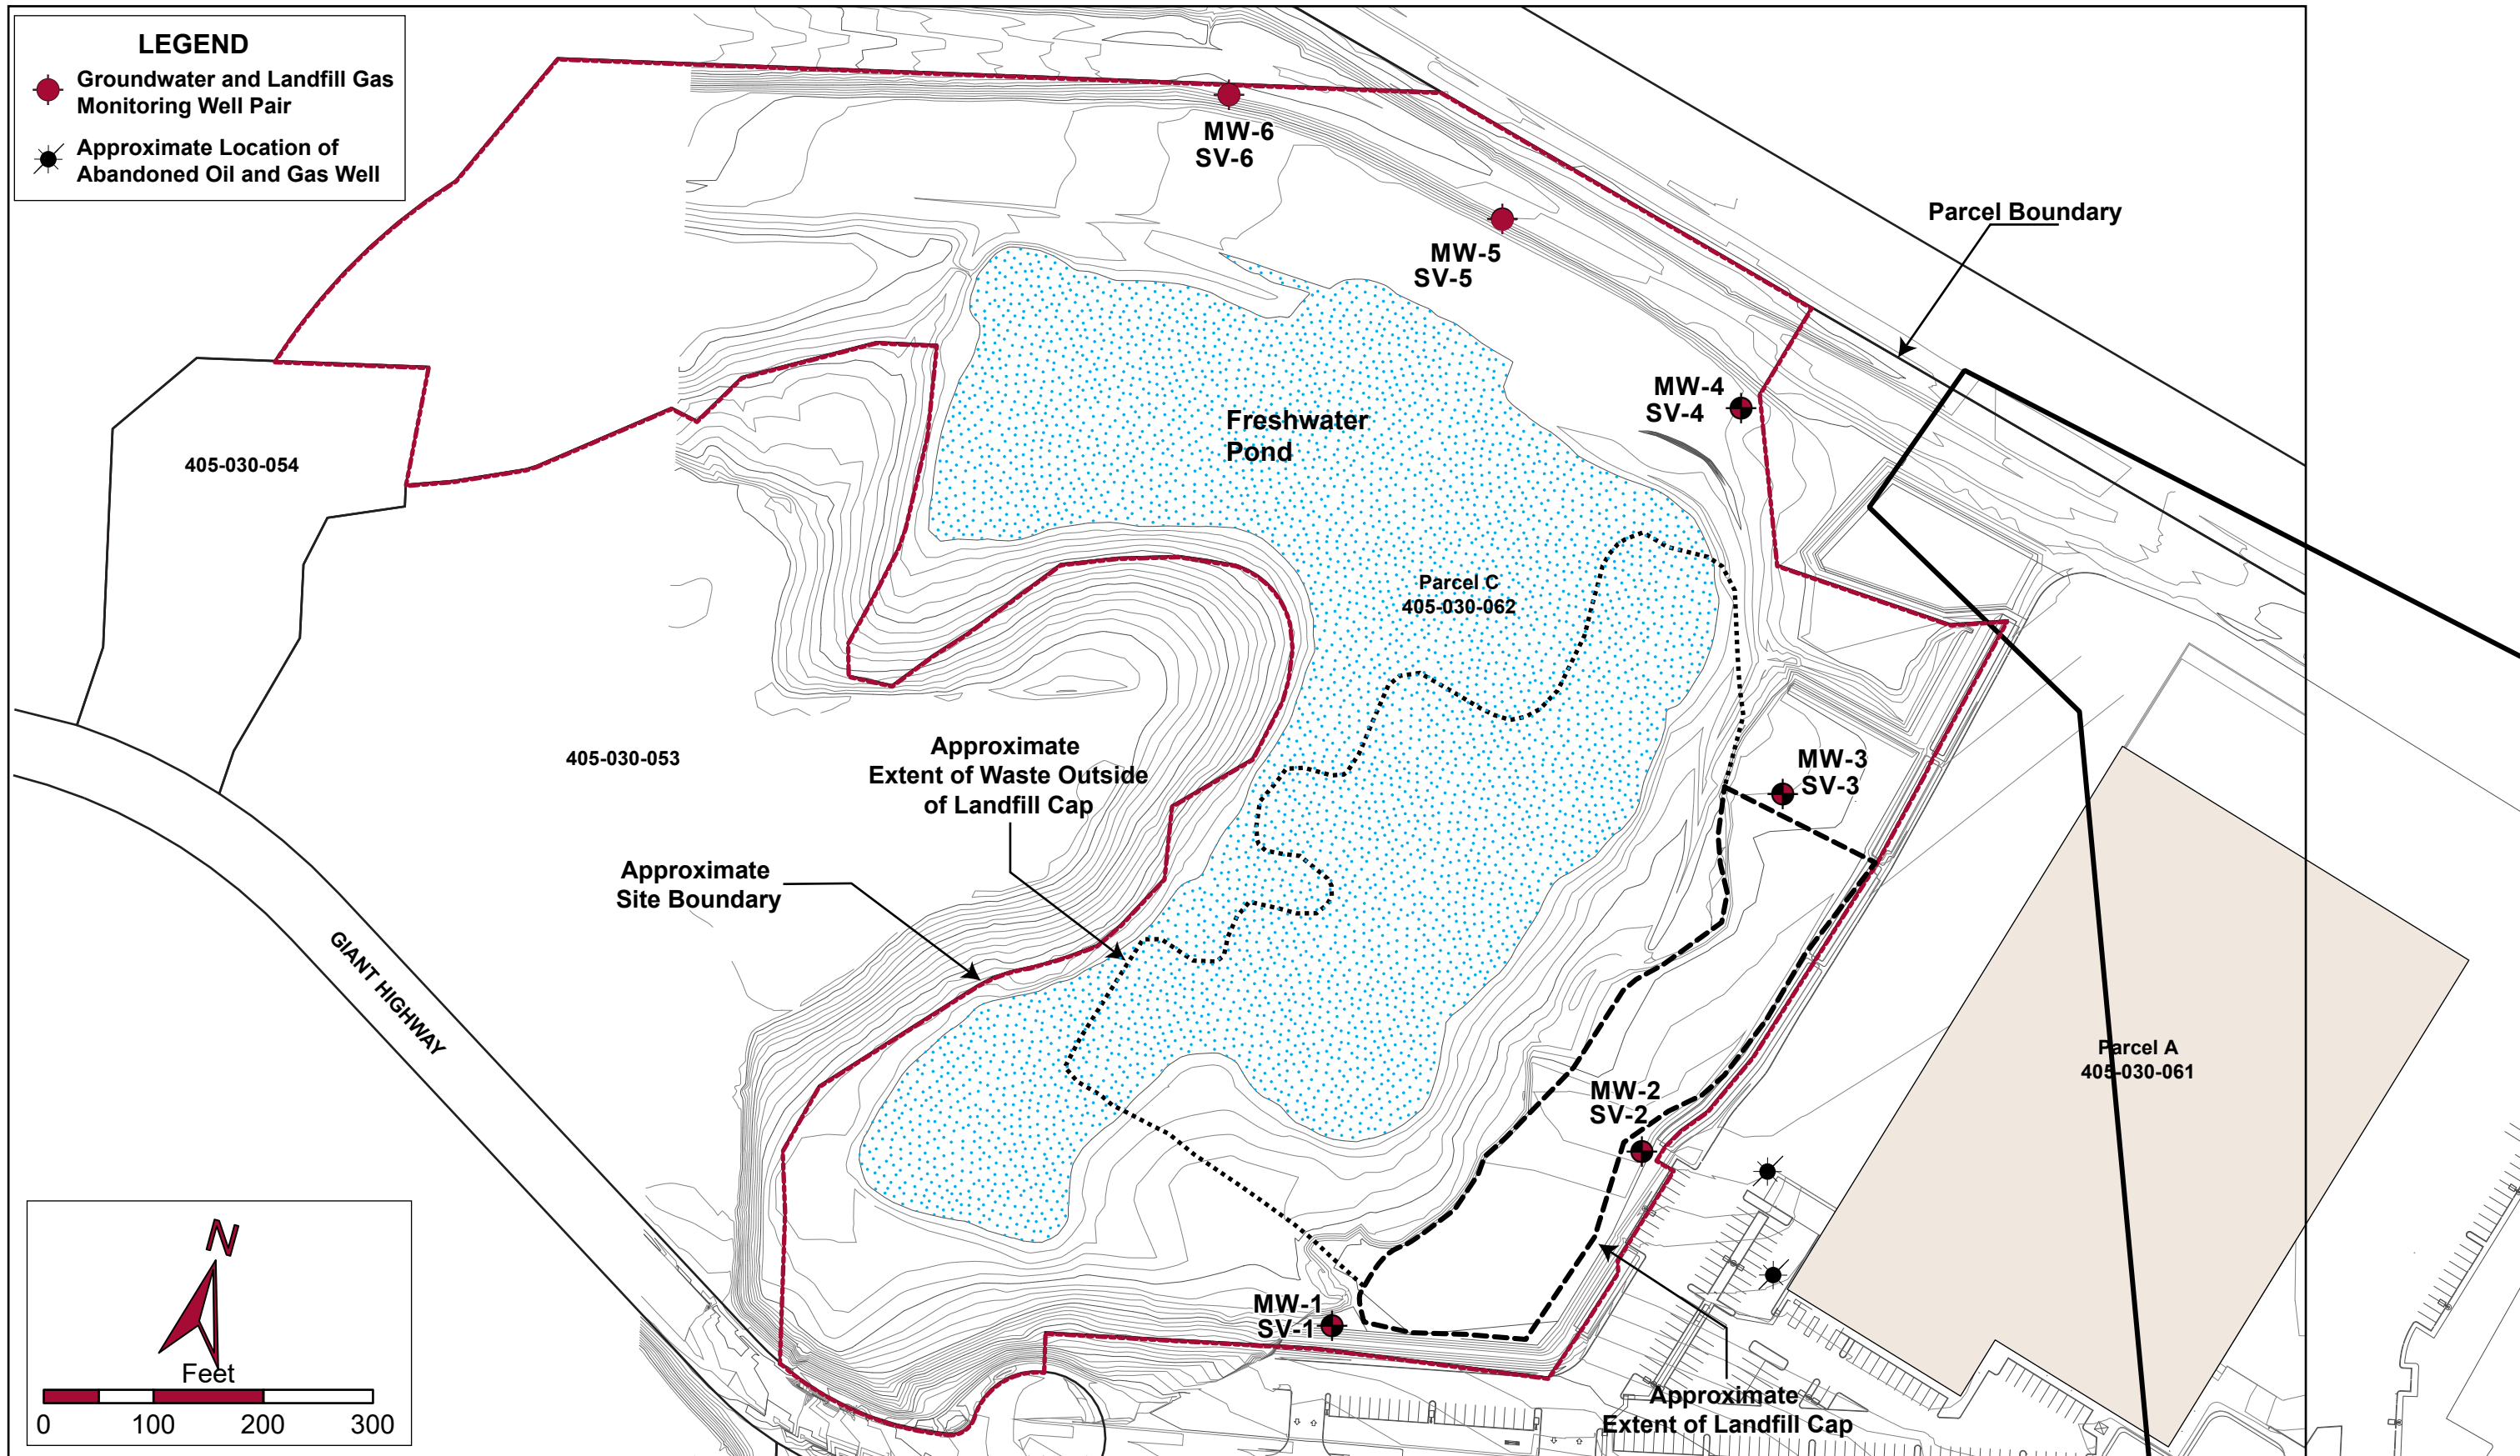 LEGEND
Groundwater and Landfill Gas
Monitoring Well Pair
Approximate Location of
Abandoned Oil and Gas Well
MW-6
SV-6
MW-5
SV-5
Parcel Boundary
MW-4
SV-4
Freshwater
Pond
405-030-054
Parcel C
405-030-062
405-030-053
Approximate
Extent of Waste Outside
of Landfill Cap
MW-3
SV-3
Approximate
Site Boundary
GIANT HIGHWAY
Parcel A
405-030-061
MW-2
SV-2
MW-1
SV-1
Approximate
Extent of Landfill Cap
N
Feet
0 100 200 300